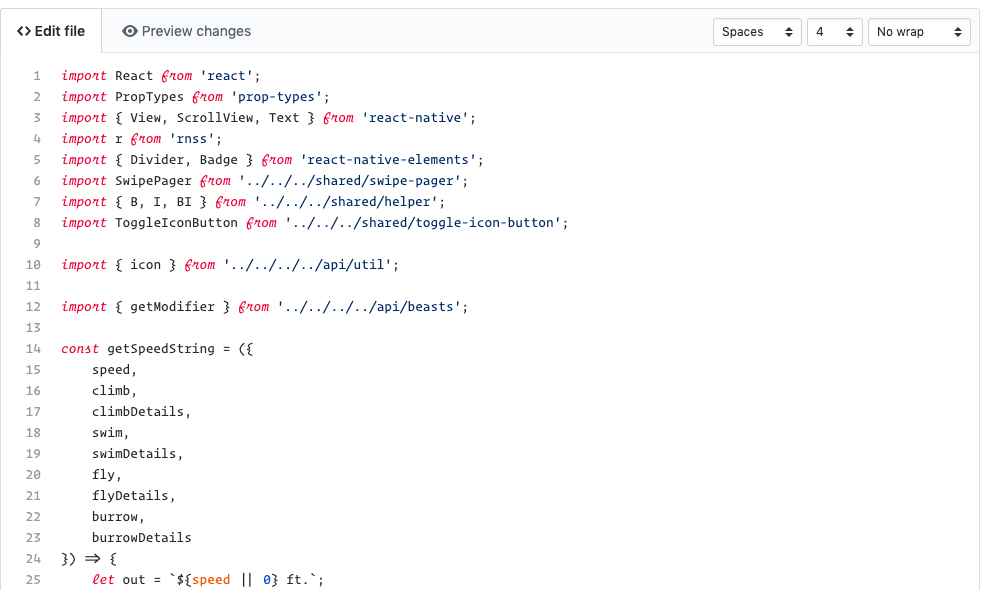 <> Edit file Preview changes Spaces 4 No wrap
1 import React from 'react';
2 import PropTypes from 'prop-types';
3 import { View, ScrollView, Text } from 'react-native';
4 import r from 'rnss';
5 import { Divider, Badge } from 'react-native-elements';
6 import SwipePager from '../../../shared/swipe-pager';
7 import { B, I, BI } from '../../../shared/helper';
8 import ToggleIconButton from '../../../shared/toggle-icon-button';
9
10 import { icon } from '../../../../api/util';
11
12 import { getModifier } from '../../../../api/beasts';
13
14 const getSpeedString = ({
15 speed,
16 climb,
17 climbDetails,
18 swim,
19 swimDetails,
20 fly,
21 flyDetails,
22 burrow,
23 burrowDetails
24 }) => {
25 let out = `${speed || 0} ft.`;